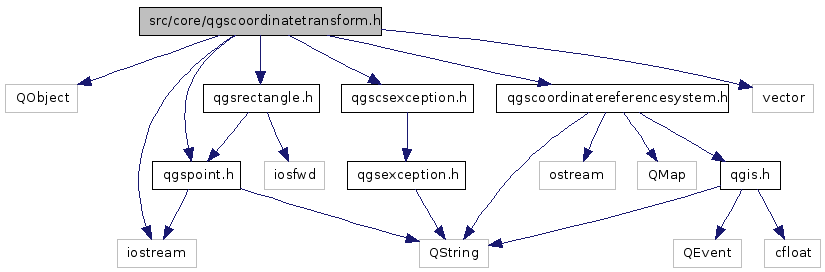 src/core/qgscoordinatetransform.h
QObject
qgsrectangle.h
qgscsexception.h
qgscoordinatereferencesystem.h
vector
qgspoint.h
iosfwd
qgsexception.h
ostream
QMap
qgis.h
iostream
QString
QEvent
cfloat